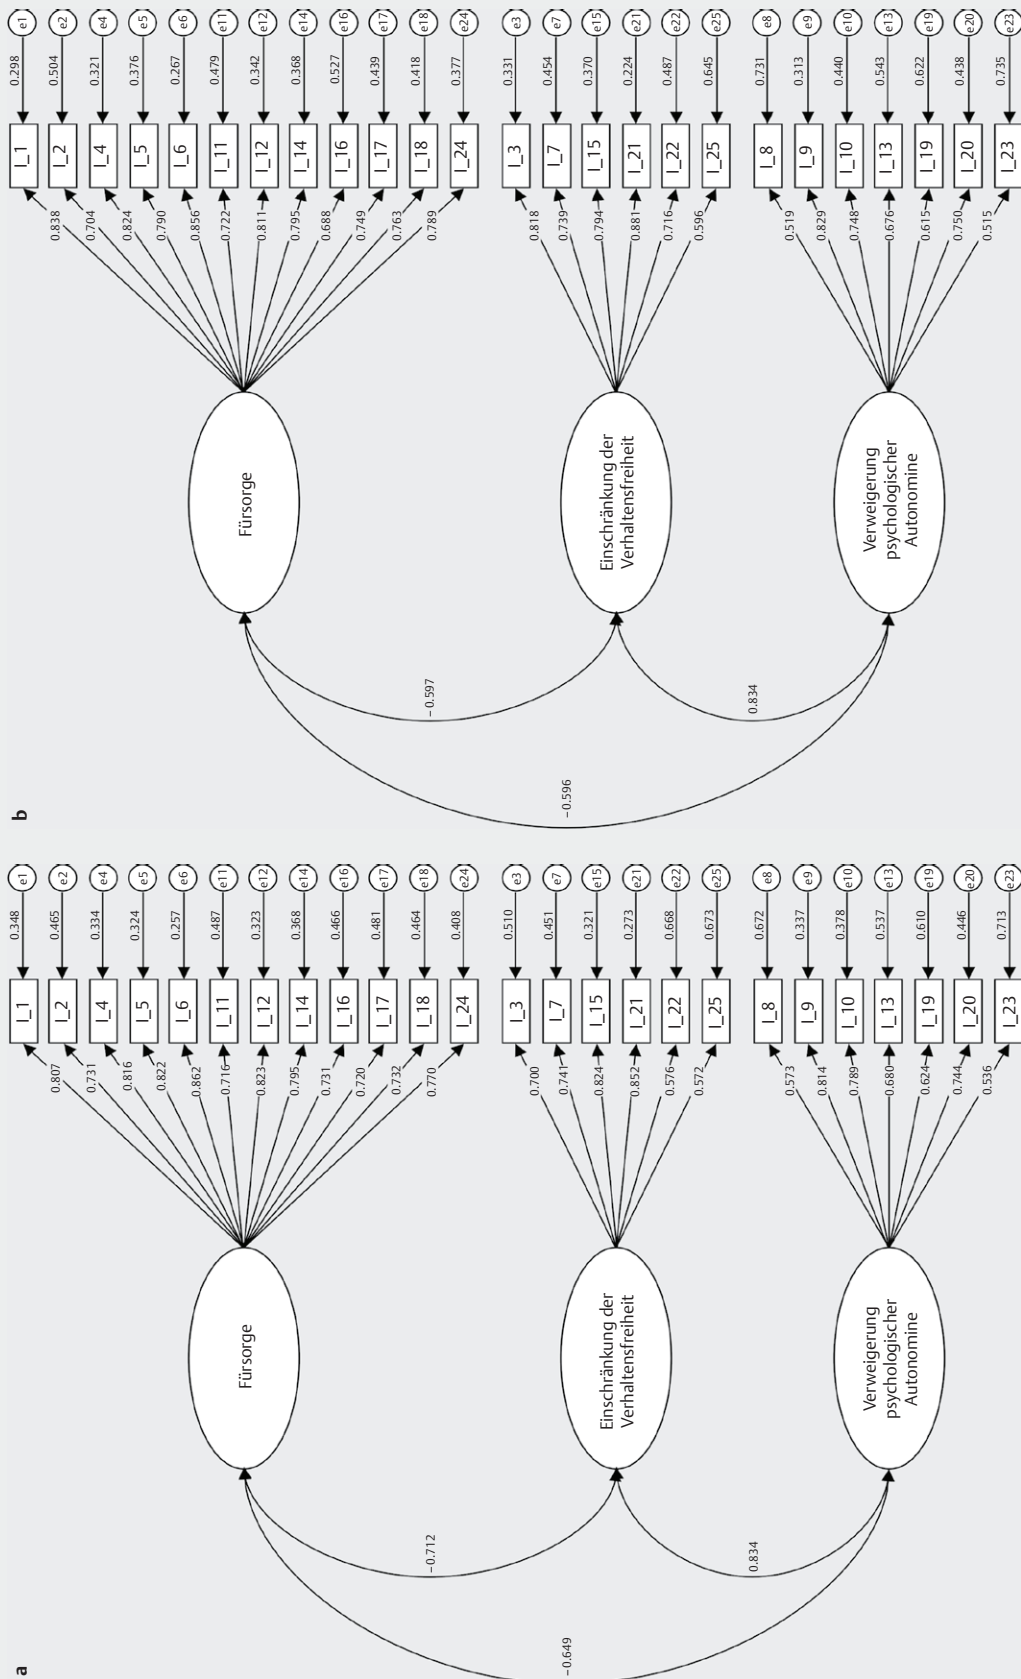 a
−0.649
−0.712
0.834
Fürsorge
Einschränkung der
Verhaltensfreiheit
Verweigerung
psychologischer
Autonomine
0.807
0.731
0.816
0.822
0.862
0.716
0.823
0.795
0.731
0.720
0.732
0.770
0.700
0.741
0.824
0.852
0.576
0.572
0.573
0.814
0.789
0.680
0.624
0.744
0.536
I_1
I_2
I_4
I_5
I_6
I_11
I_12
I_14
I_16
I_17
I_18
I_24
I_3
I_7
I_15
I_21
I_22
I_25
I_8
I_9
I_10
I_13
I_19
I_20
I_23
0.348
0.465
0.334
0.324
0.257
0.487
0.323
0.368
0.466
0.481
0.464
0.408
0.510
0.451
0.321
0.273
0.668
0.673
0.672
0.337
0.378
0.537
0.610
0.446
0.713
e1
e2
e4
e5
e6
e11
e12
e14
e16
e17
e18
e24
e3
e7
e15
e21
e22
e25
e8
e9
e10
e13
e19
e20
e23
b
−0.596
−0.597
0.834
Fürsorge
Einschränkung der
Verhaltensfreiheit
Verweigerung
psychologischer
Autonomine
0.838
0.704
0.824
0.790
0.856
0.722
0.811
0.795
0.688
0.749
0.763
0.789
0.818
0.739
0.794
0.881
0.716
0.596
0.519
0.829
0.748
0.676
0.615
0.750
0.515
I_1
I_2
I_4
I_5
I_6
I_11
I_12
I_14
I_16
I_17
I_18
I_24
I_3
I_7
I_15
I_21
I_22
I_25
I_8
I_9
I_10
I_13
I_19
I_20
I_23
0.298
0.504
0.321
0.376
0.267
0.479
0.342
0.368
0.527
0.439
0.418
0.377
0.331
0.454
0.370
0.224
0.487
0.645
0.731
0.313
0.440
0.543
0.622
0.438
0.735
e1
e2
e4
e5
e6
e11
e12
e14
e16
e17
e18
e24
e3
e7
e15
e21
e22
e25
e8
e9
e10
e13
e19
e20
e23